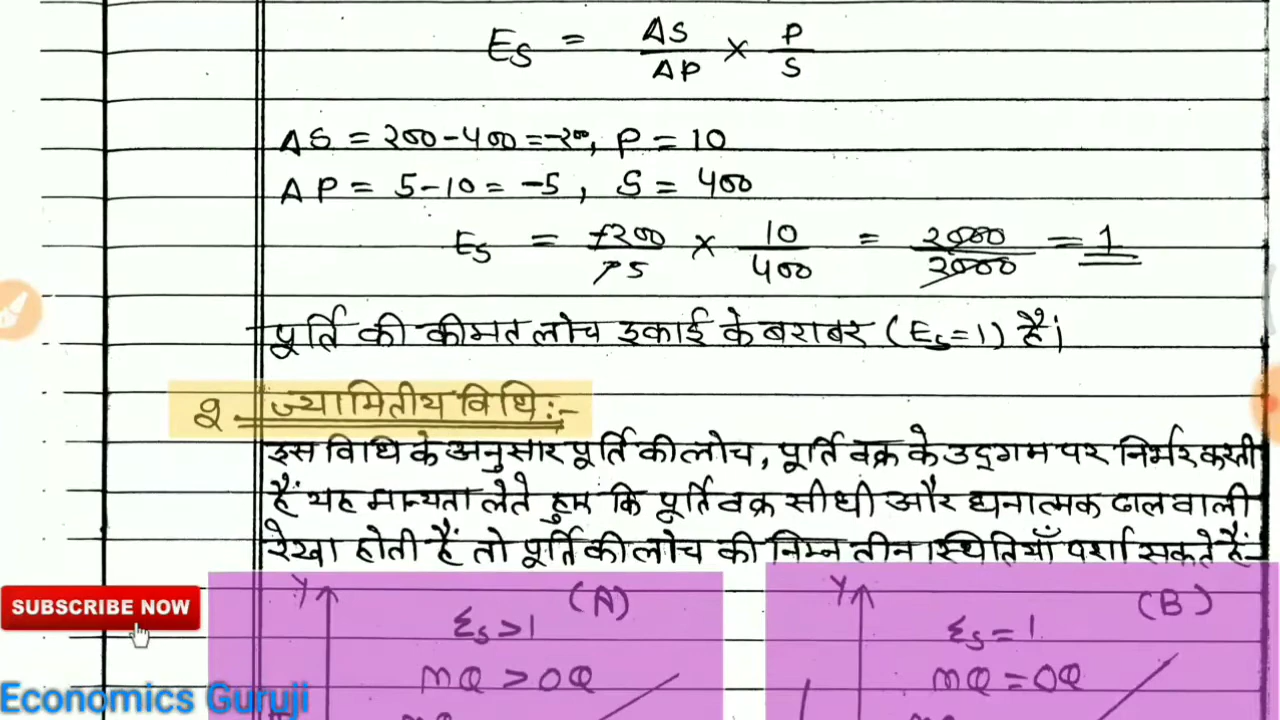 Es = ΔS/ΔP × P/S
ΔS = 200-400 = -200, P = 10
ΔP = 5-10 = -5, S = 400
Es = -200/-5 × 10/400 = 2000/2000 = 1
पूर्ति की कीमत लोच इकाई के बराबर (Es=1) है।
2. ज्यामितीय विधि:-
इस विधि के अनुसार पूर्ति की लोच, पूर्ति वक्र के उद्गम पर निर्भर करती
हैं यह मान्यता लेते हुए कि पूर्ति वक्र सीधी और धनात्मक ढाल वाली
रेखा होती हैं तो पूर्ति की लोच की निम्न तीन स्थितियाँ दर्शा सकते हैं:-
Y (A)
Es > 1
MQ > OQ
Y (B)
Es = 1
MQ = OQ
SUBSCRIBE NOW
Economics Guruji